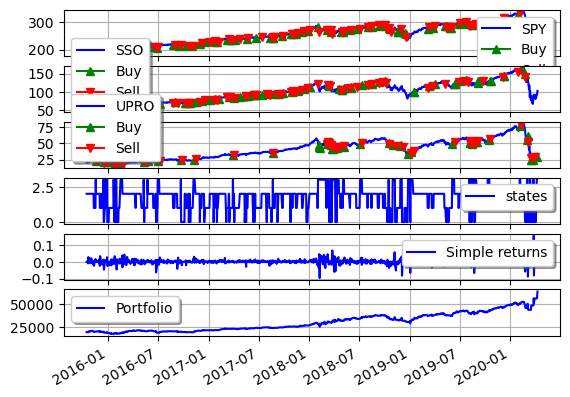 300
200
SPY
Buy
Sell
SSO
Buy
Sell
150
100
50
UPRO
Buy
Sell
75
50
25
2.5
0.0
states
0.1
0.0
−0.1
Simple returns
50000
25000
Portfolio
2016-01
2016-07
2017-01
2017-07
2018-01
2018-07
2019-01
2019-07
2020-01